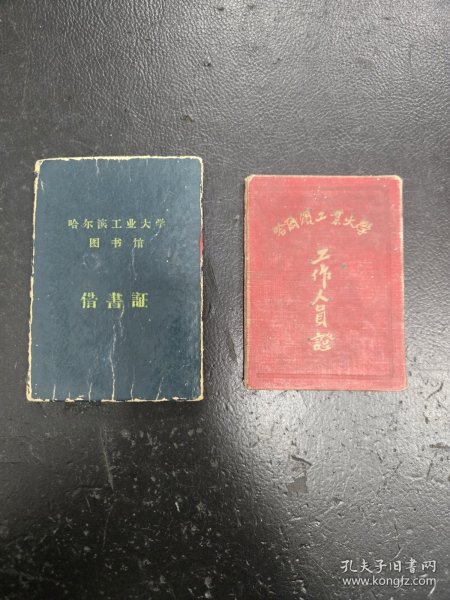 哈尔滨工业大学
图书馆
借書証
哈爾濱工業大學
工作人員證
孔夫子旧书网
www.kongfz.com